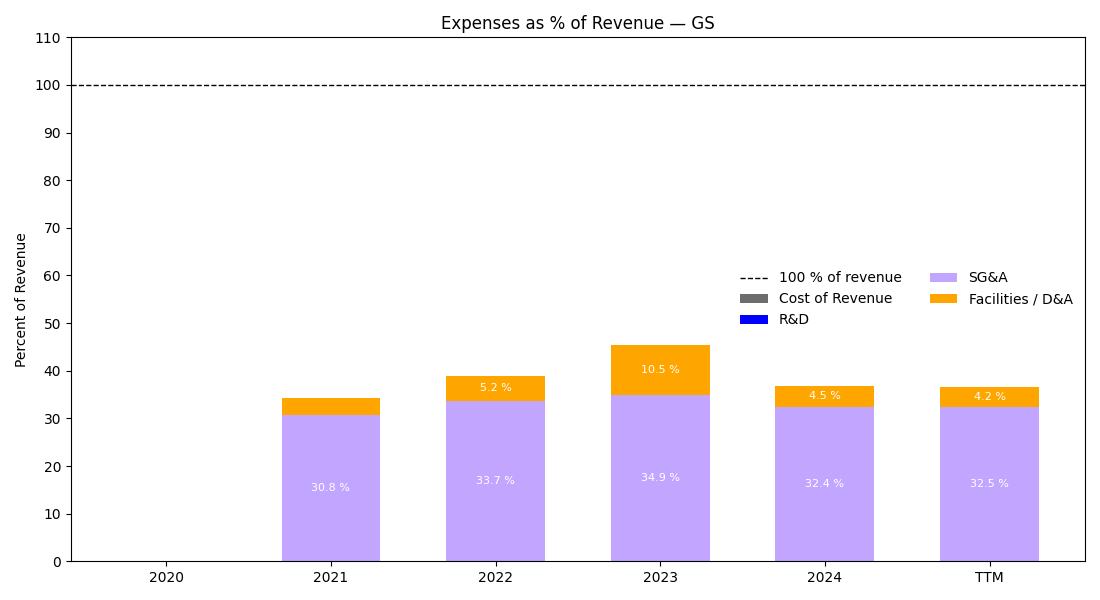 Expenses as % of Revenue — GS
110
100
90
80
70
60
50
40
30
20
10
0
Percent of Revenue
100 % of revenue
Cost of Revenue
R&D
SG&A
Facilities / D&A
30.8 %
5.2 %
33.7 %
10.5 %
34.9 %
4.5 %
32.4 %
4.2 %
32.5 %
2020 2021 2022 2023 2024 TTM